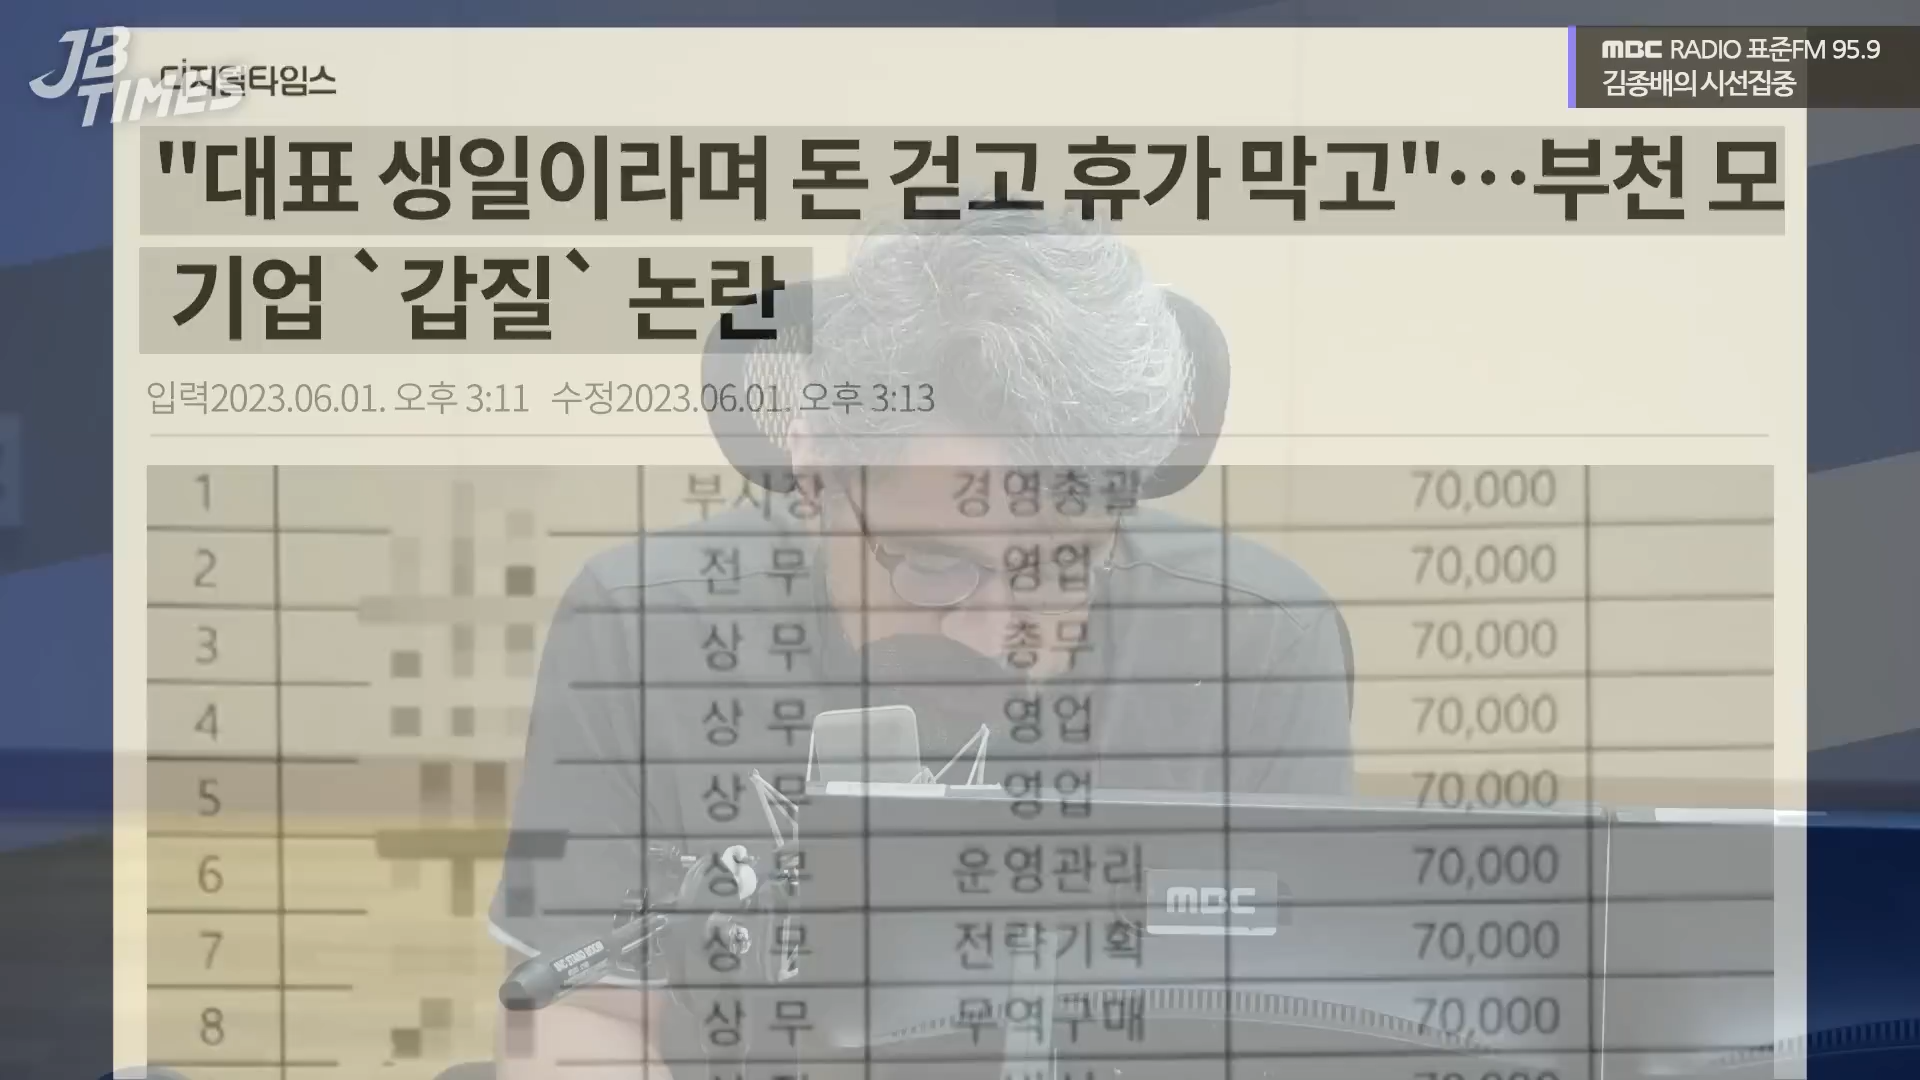 JB
TIMES
디지털타임스
MBC RADIO 표준FM 95.9
김종배의 시선집중
"대표 생일이라며 돈 걷고 휴가 막고"…부천 모
기업 `갑질` 논란
입력2023.06.01. 오후 3:11 수정2023.06.01. 오후 3:13
1 부사장 경영총괄 70,000
2 전 무 영업 70,000
3 상 무 총무 70,000
4 상 무 영업 70,000
5 상 무 영업 70,000
6 상 무 운영관리 70,000
7 상 무 전략기획 70,000
8 상 무 무역구매 70,000
70,000
MBC